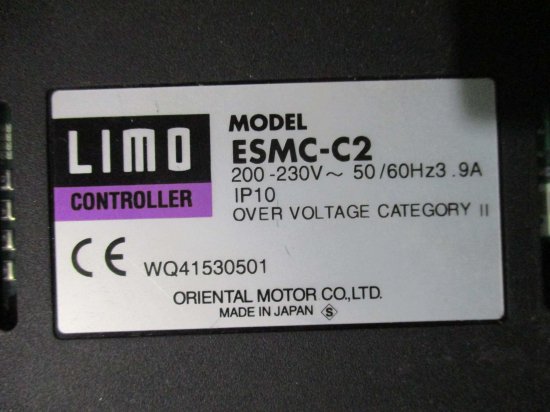 LIMO
CONTROLLER
MODEL
ESMC-C2
200-230V~ 50/60Hz3.9A
IP10
OVER VOLTAGE CATEGORY II
CE WQ41530501
ORIENTAL MOTOR CO.,LTD.
MADE IN JAPAN S